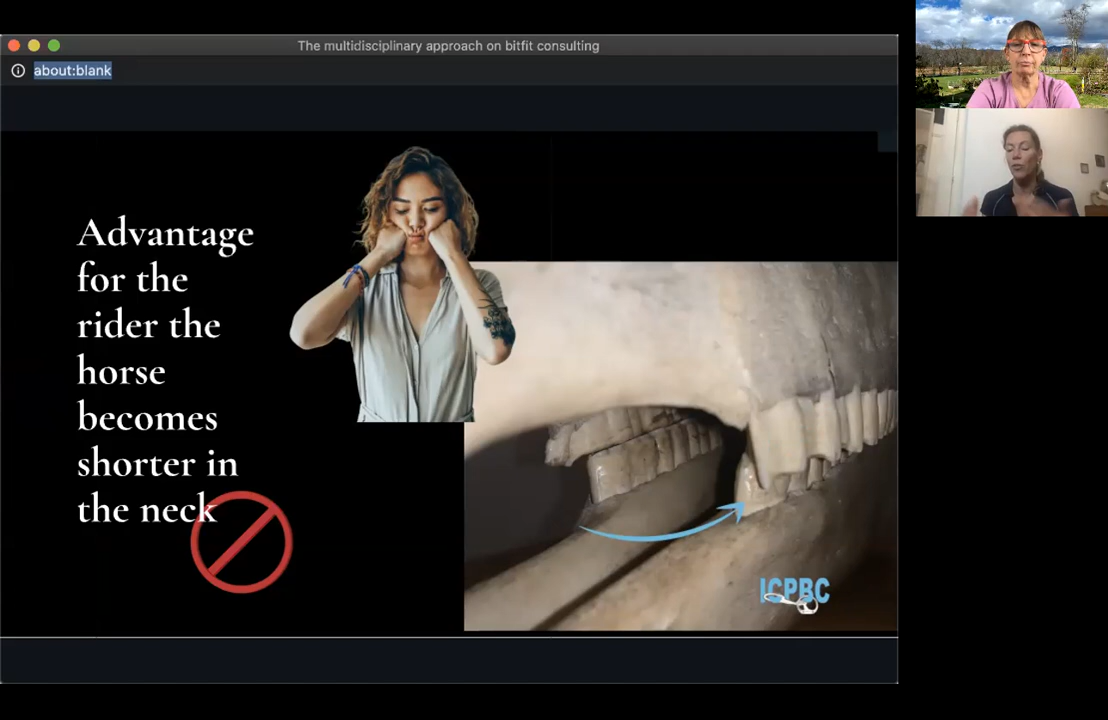 The multidisciplinary approach on bitfit consulting
about:blank
Advantage
for the
rider the
horse
becomes
shorter in
the neck
ICPBC